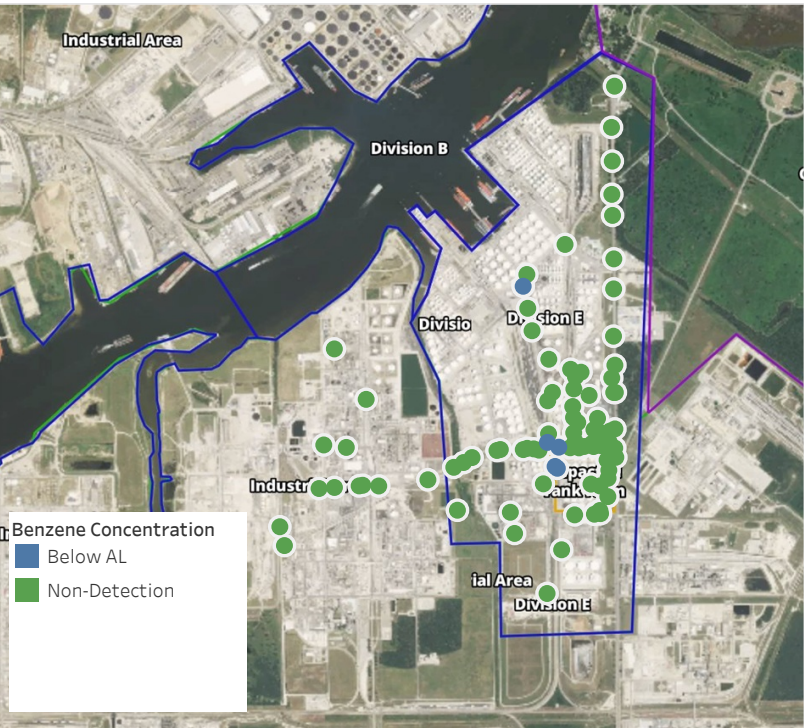 Industrial Area
Division B
Divisio
Division E
Industr
ial Area
Division E
Benzene Concentration
Below AL
Non-Detection